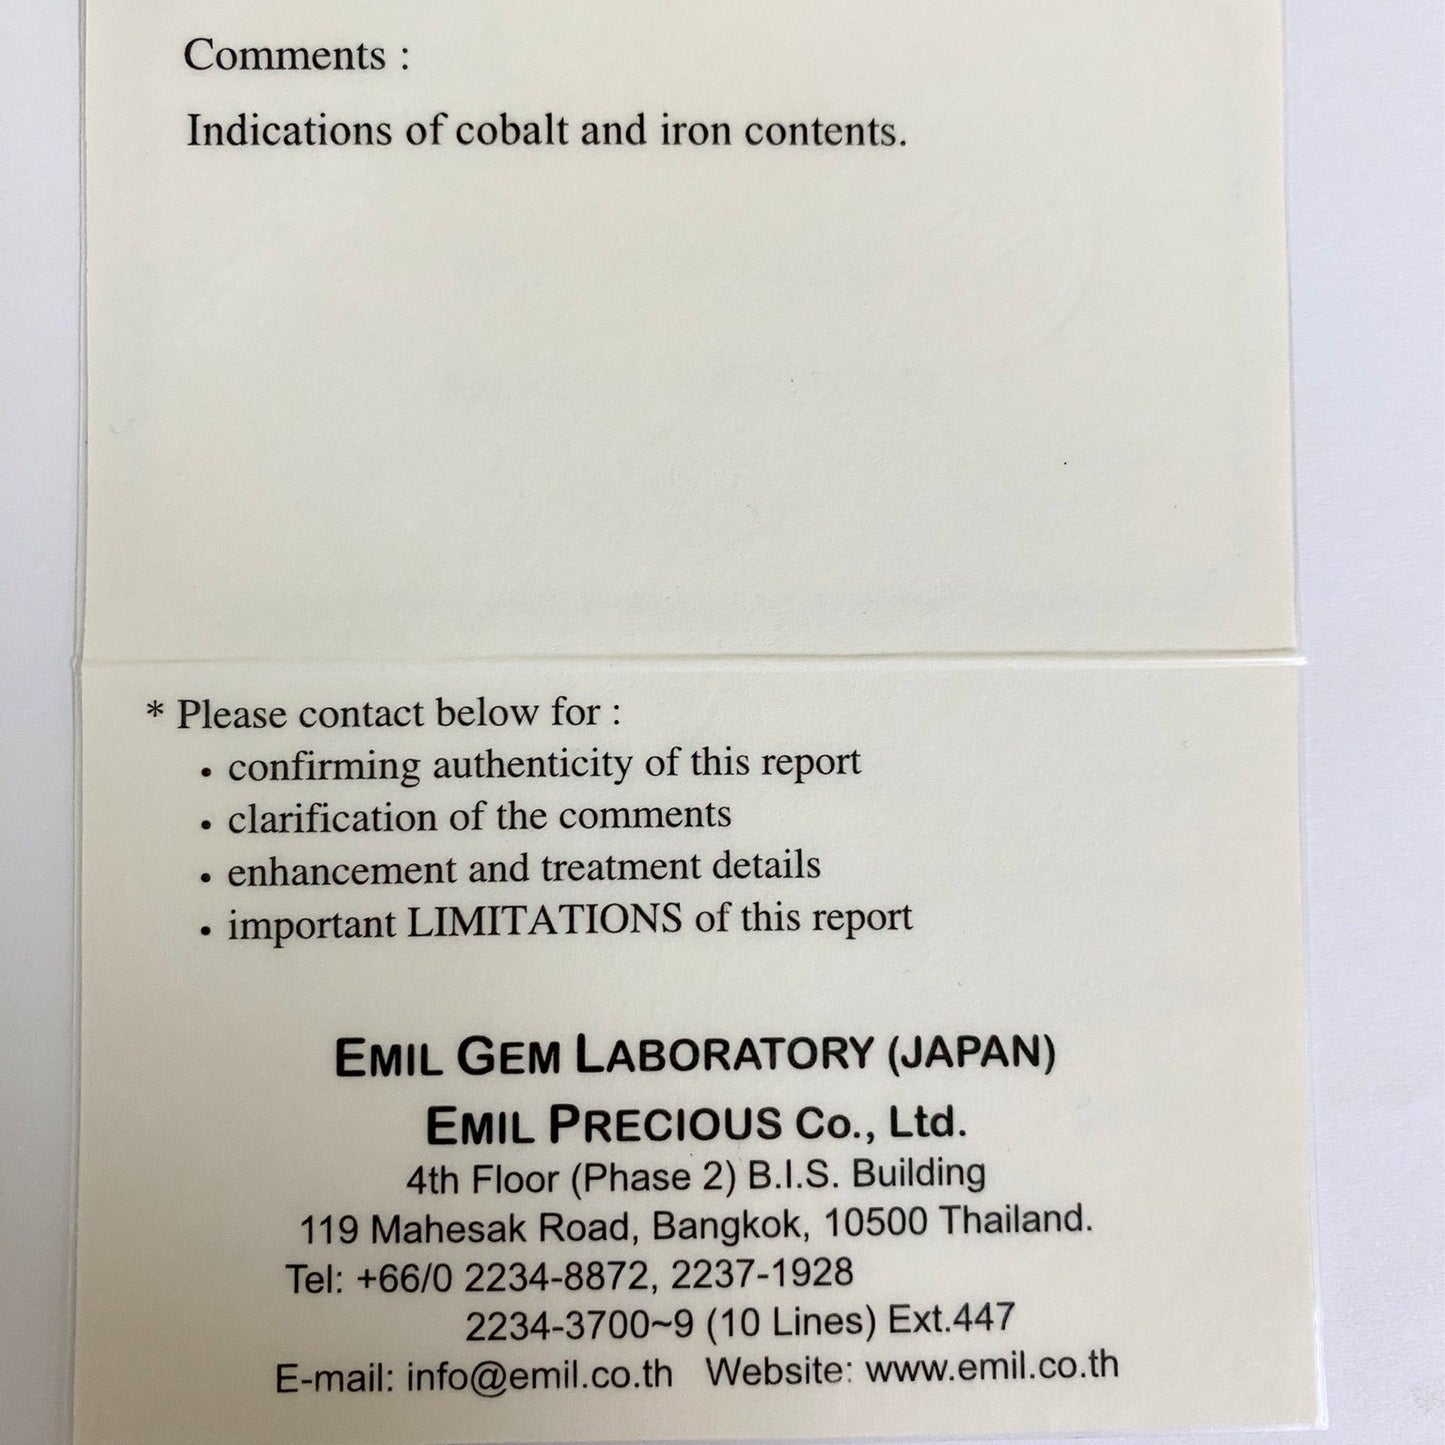 Comments :
Indications of cobalt and iron contents.
* Please contact below for :
• confirming authenticity of this report
• clarification of the comments
• enhancement and treatment details
• important LIMITATIONS of this report
EMIL GEM LABORATORY (JAPAN)
EMIL PRECIOUS Co., Ltd.
4th Floor (Phase 2) B.I.S. Building
119 Mahesak Road, Bangkok, 10500 Thailand.
Tel: +66/0 2234-8872, 2237-1928
2234-3700~9 (10 Lines) Ext.447
E-mail: info@emil.co.th Website: www.emil.co.th